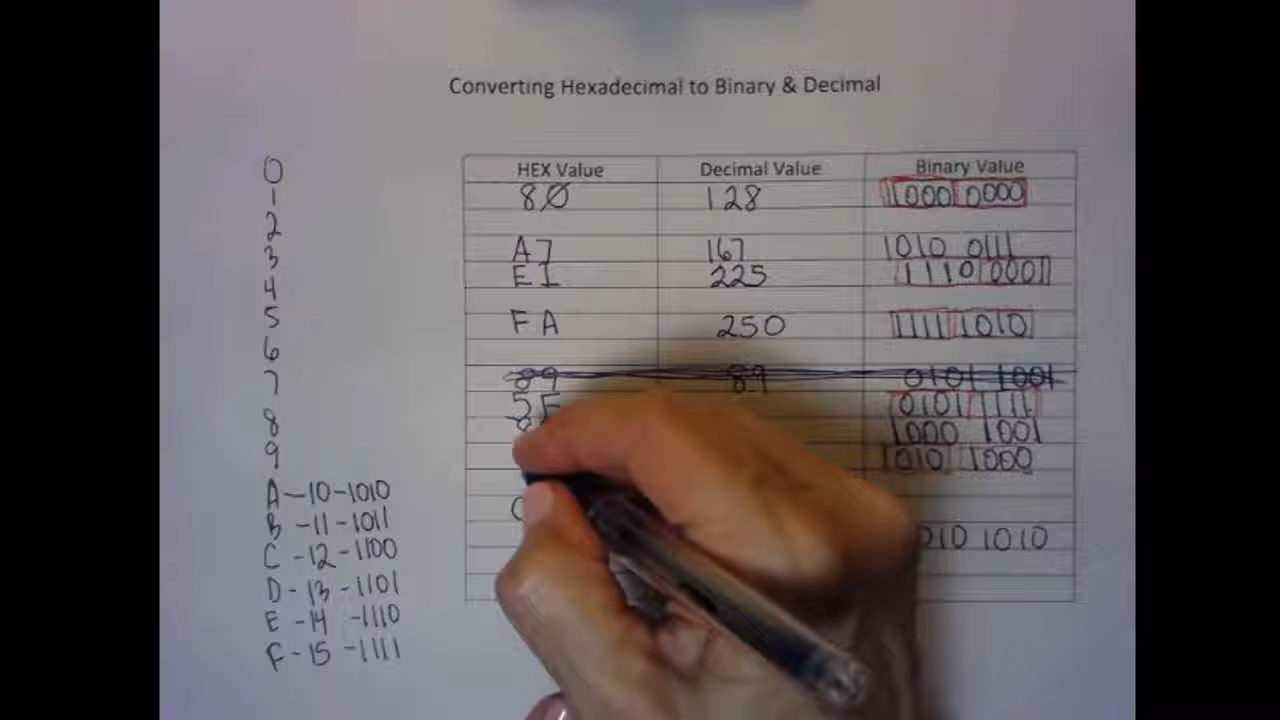 Converting Hexadecimal to Binary & Decimal
0
1
2
3
4
5
6
7
8
9
A – 10 – 1010
B – 11 – 1011
C – 12 – 1100
D – 13 – 1101
E – 14 – 1110
F – 15 – 1111
HEX Value Decimal Value Binary Value
80 128 1000 0000
A7 167 1010 0111
E1 225 1110 0001
FA 250 1111 1010
89 89 0101 1001
5F 0101 1111
1000 1001
1010 1000
010 1010